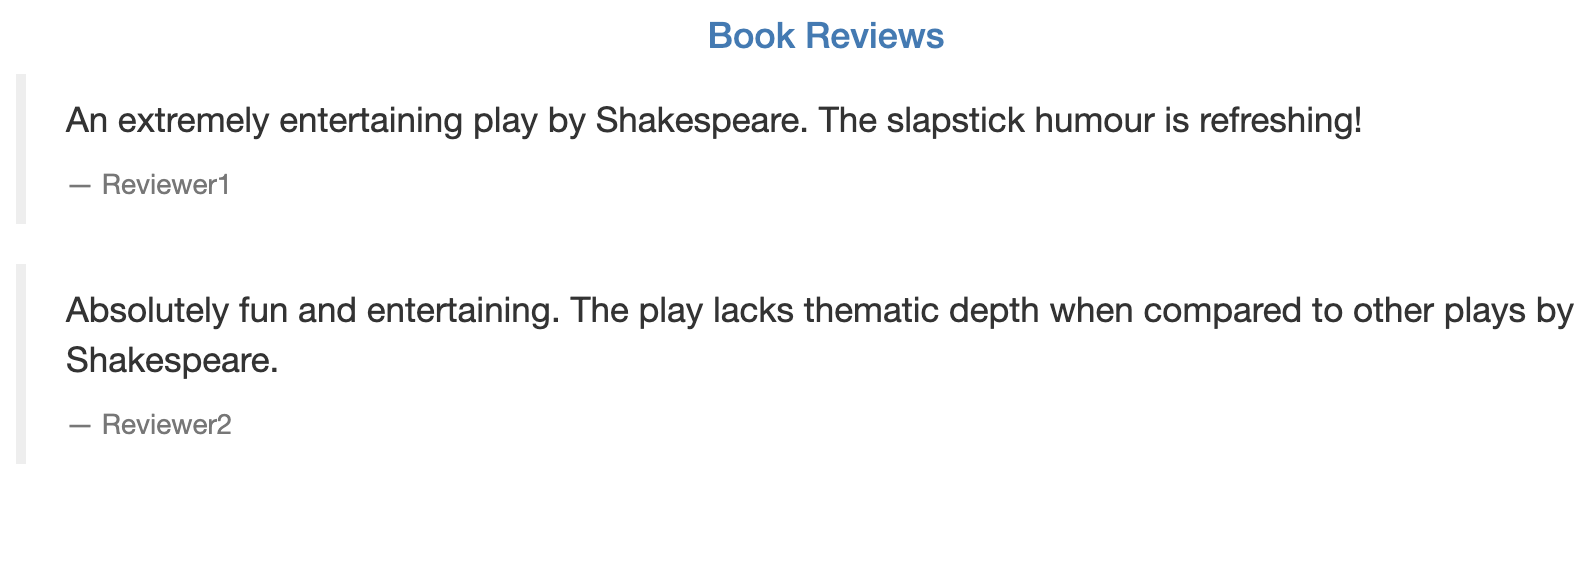 Book Reviews
An extremely entertaining play by Shakespeare. The slapstick humour is refreshing!
— Reviewer1
Absolutely fun and entertaining. The play lacks thematic depth when compared to other plays by
Shakespeare.
— Reviewer2